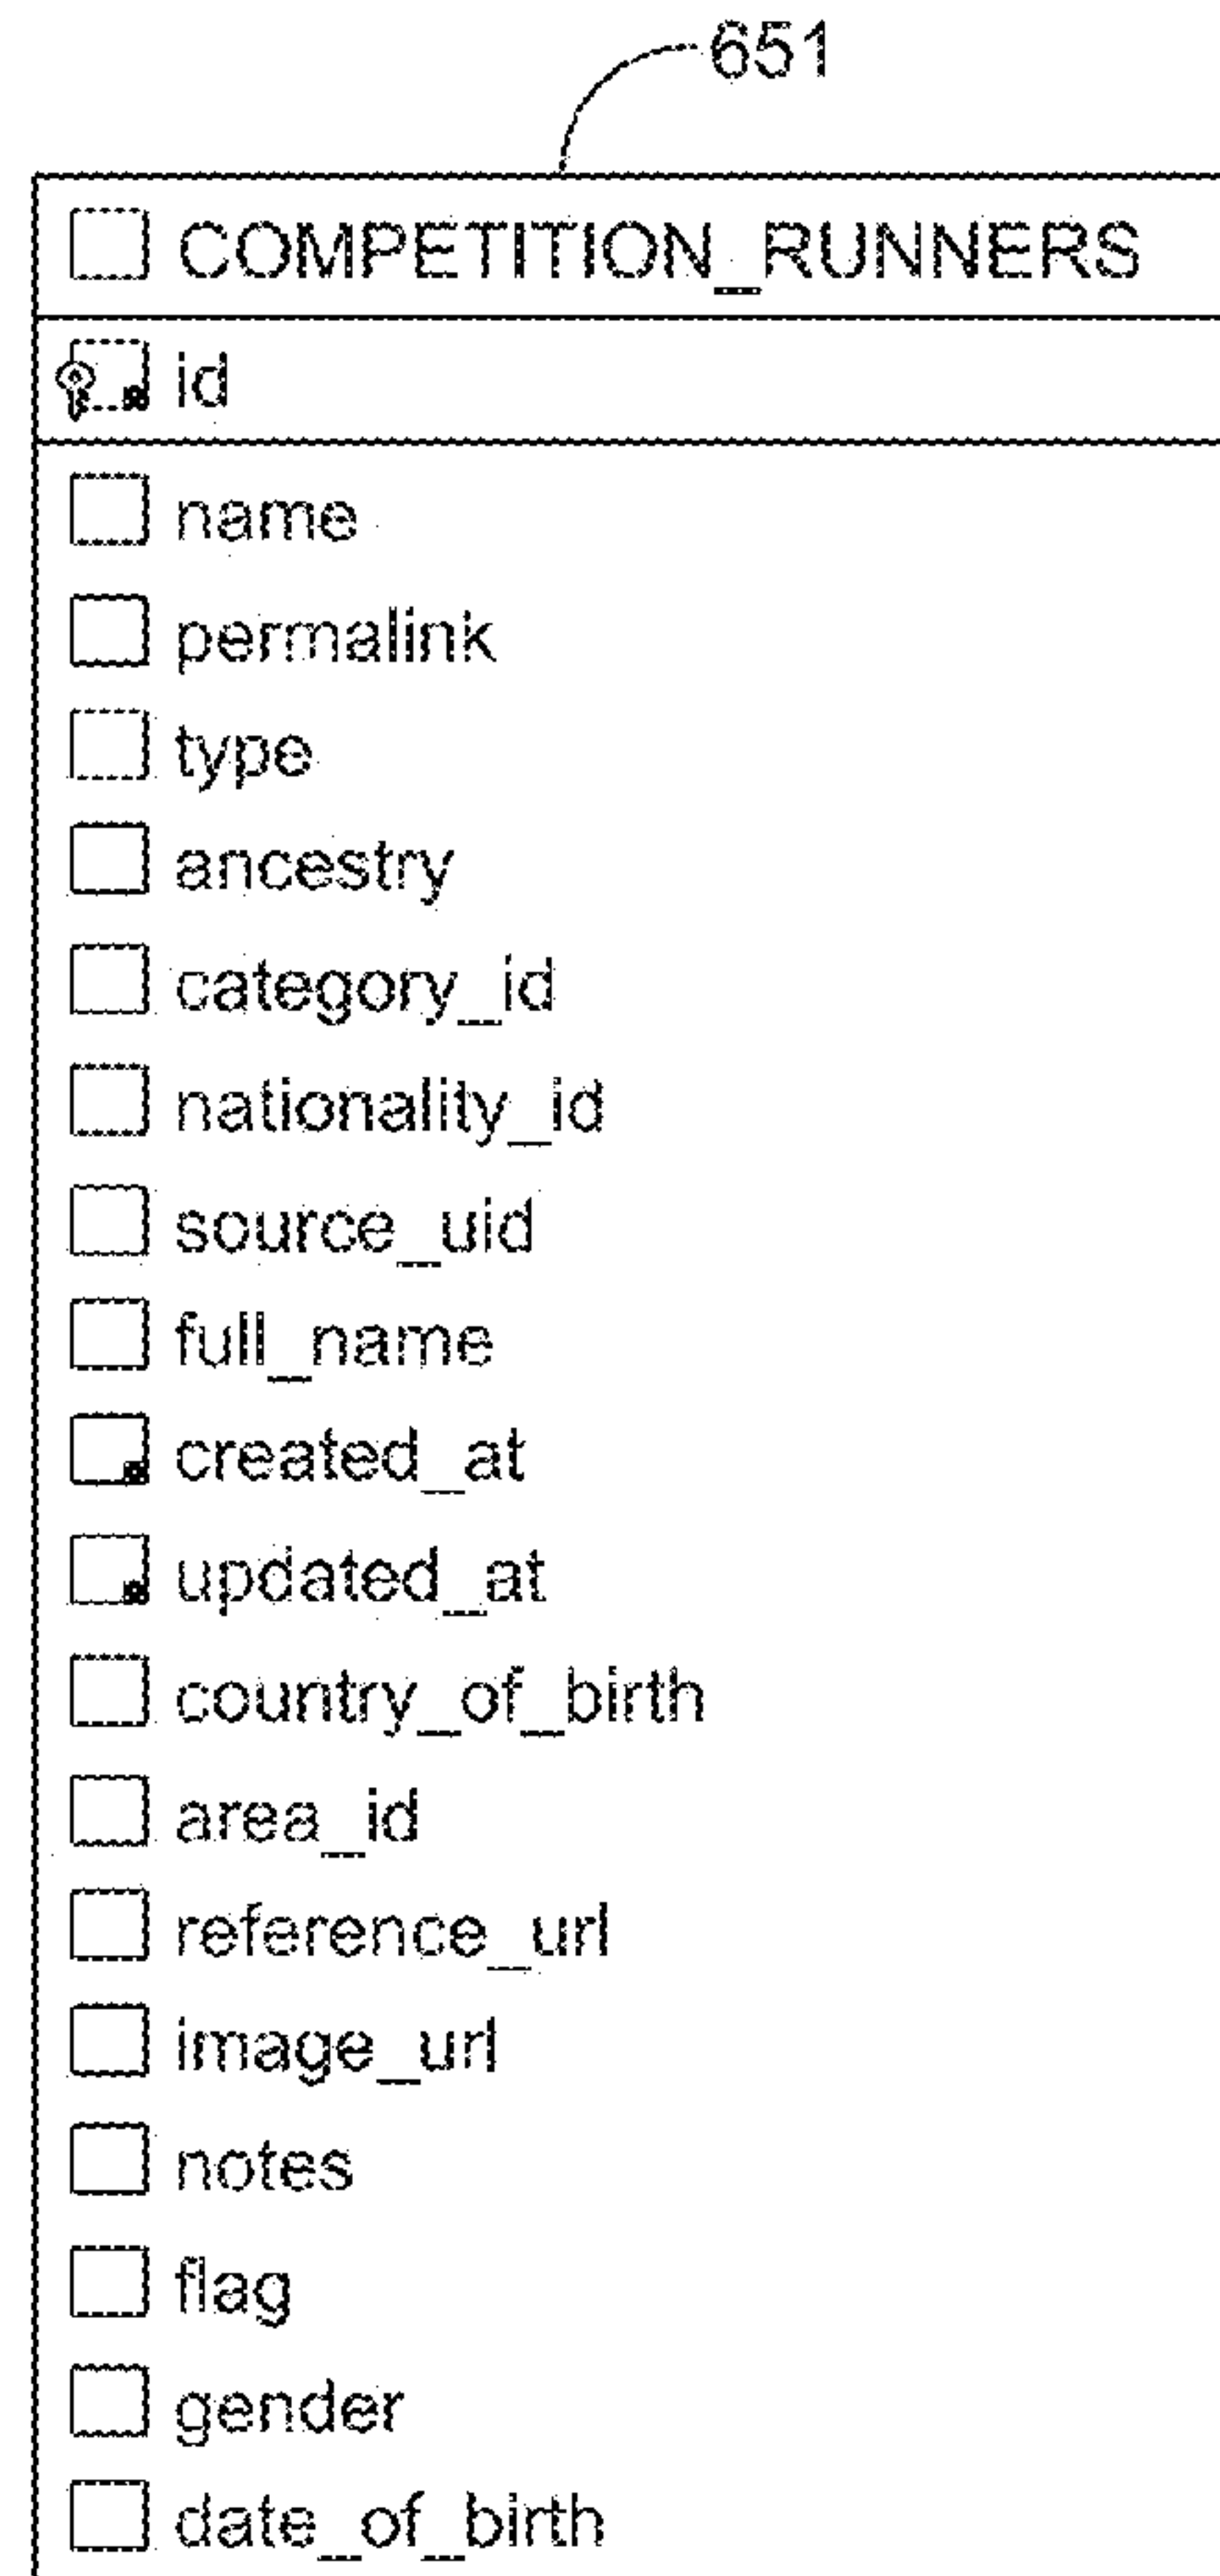 651
COMPETITION_RUNNERS
id
name
permalink
type
ancestry
category_id
nationality_id
source_uid
full_name
created_at
updated_at
country_of_birth
area_id
reference_url
image_url
notes
flag
gender
date_of_birth